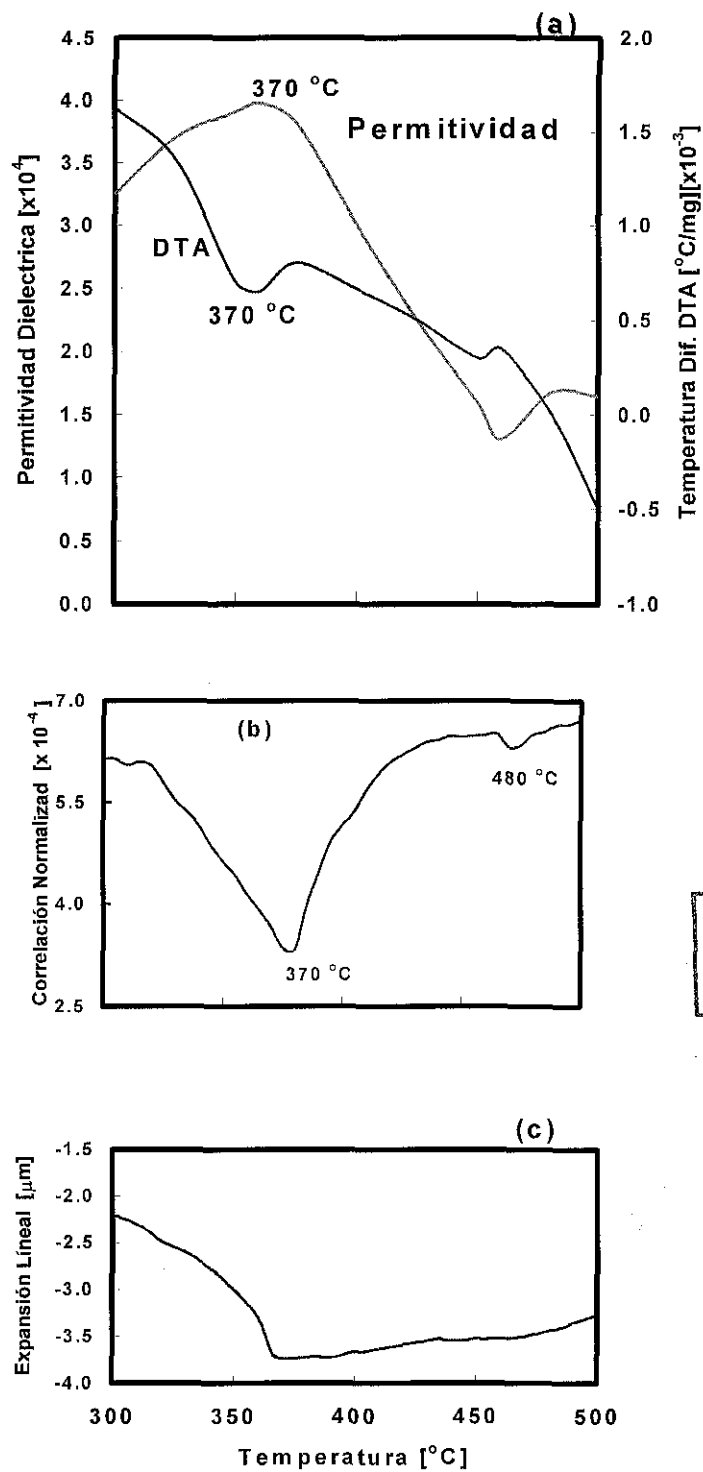 (a)
4.5
4.0
3.5
3.0
2.5
2.0
1.5
1.0
0.5
0.0
Permitividad Dielectrica [x10⁴]
370 °C
Permitividad
DTA
370 °C
2.0
1.5
1.0
0.5
0.0
-0.5
-1.0
Temperatura Dif. DTA [°C/mg][x10⁻³]
7.0
5.5
4.0
2.5
Correlación Normalizad [x 10⁻⁴]
(b)
480 °C
370 °C
(c)
-1.5
-2.0
-2.5
-3.0
-3.5
-4.0
Expansión Líneal [μm]
300
350
400
450
500
Temperatura [°C]